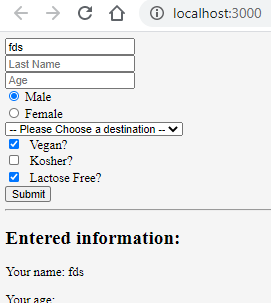 localhost:3000
fds
Last Name
Age
Male
Female
-- Please Choose a destination --
Vegan?
Kosher?
Lactose Free?
Submit
Entered information:
Your name: fds
Your age: